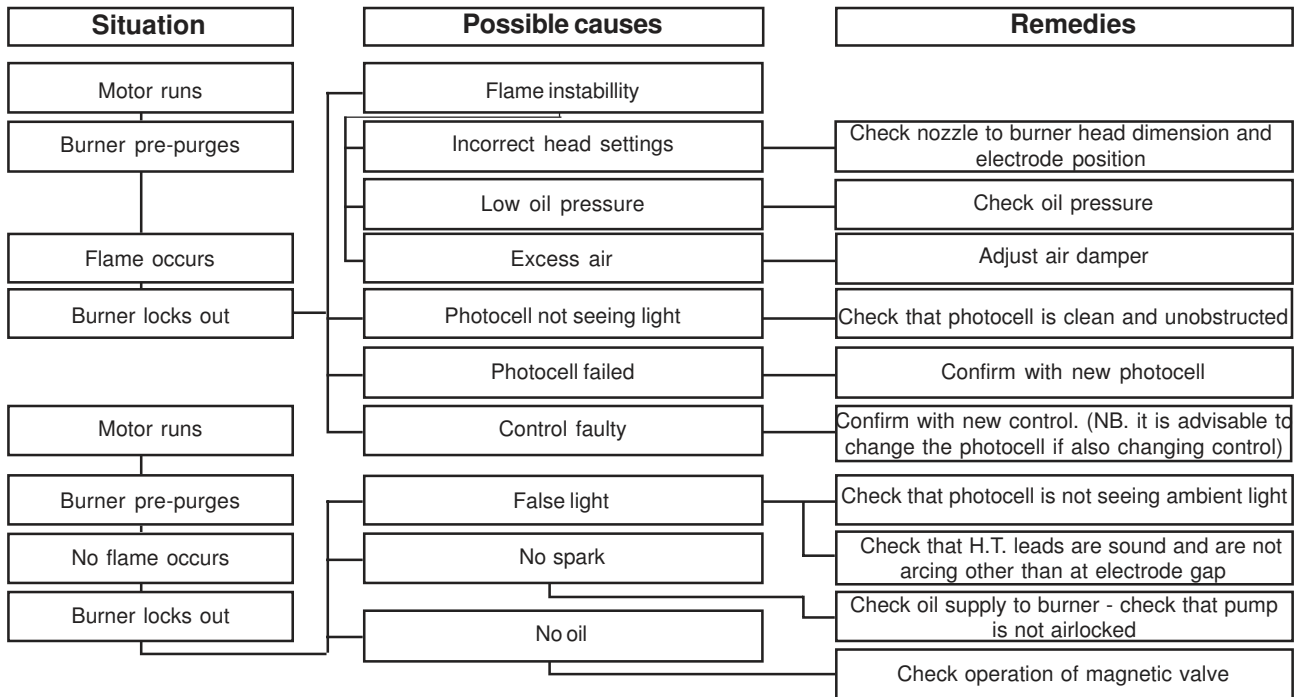 Situation
Possible causes
Remedies
Motor runs
Burner pre-purges
Flame occurs
Burner locks out
Flame instabillity
Incorrect head settings
Check nozzle to burner head dimension and
electrode position
Low oil pressure
Check oil pressure
Excess air
Adjust air damper
Photocell not seeing light
Check that photocell is clean and unobstructed
Photocell failed
Confirm with new photocell
Control faulty
Confirm with new control. (NB. it is advisable to
change the photocell if also changing control)
Motor runs
Burner pre-purges
No flame occurs
Burner locks out
False light
Check that photocell is not seeing ambient light
Check that H.T. leads are sound and are not
arcing other than at electrode gap
No spark
Check oil supply to burner - check that pump
is not airlocked
No oil
Check operation of magnetic valve